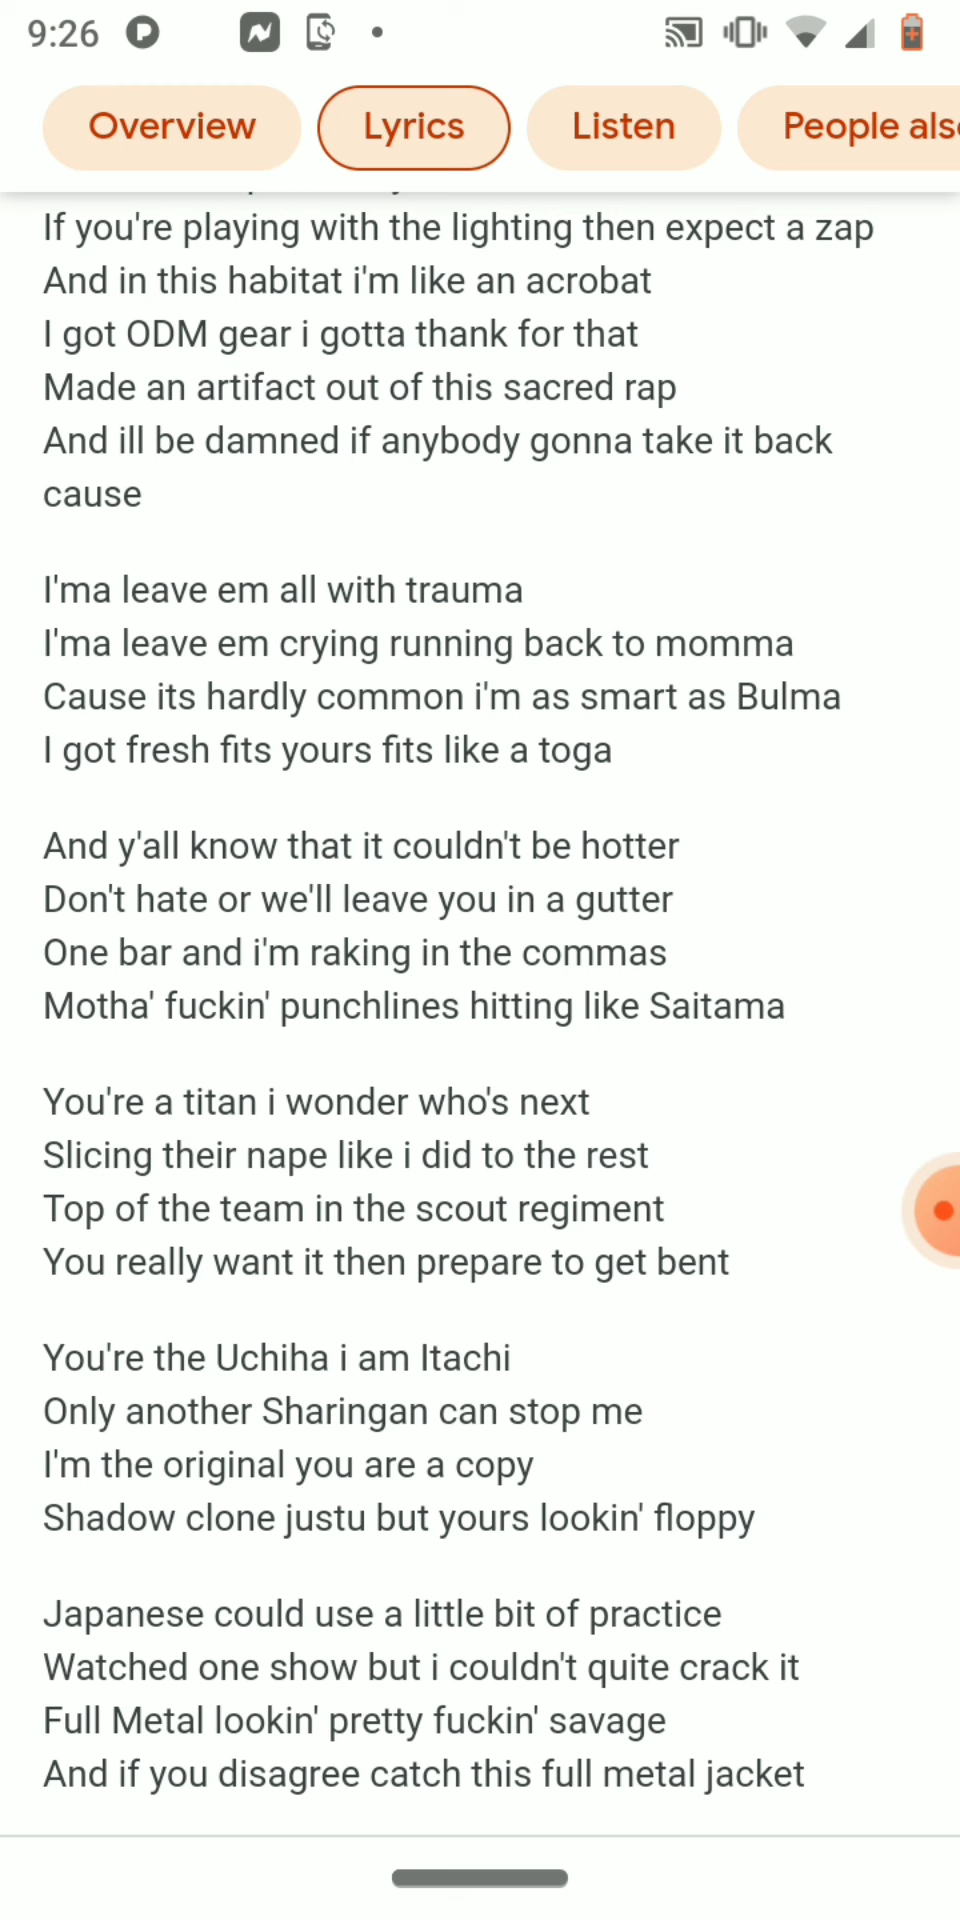 9:26
Overview
Lyrics
Listen
People als
If you're playing with the lighting then expect a zap
And in this habitat i'm like an acrobat
I got ODM gear i gotta thank for that
Made an artifact out of this sacred rap
And ill be damned if anybody gonna take it back
cause
I'ma leave em all with trauma
I'ma leave em crying running back to momma
Cause its hardly common i'm as smart as Bulma
I got fresh fits yours fits like a toga
And y'all know that it couldn't be hotter
Don't hate or we'll leave you in a gutter
One bar and i'm raking in the commas
Motha' fuckin' punchlines hitting like Saitama
You're a titan i wonder who's next
Slicing their nape like i did to the rest
Top of the team in the scout regiment
You really want it then prepare to get bent
You're the Uchiha i am Itachi
Only another Sharingan can stop me
I'm the original you are a copy
Shadow clone justu but yours lookin' floppy
Japanese could use a little bit of practice
Watched one show but i couldn't quite crack it
Full Metal lookin' pretty fuckin' savage
And if you disagree catch this full metal jacket